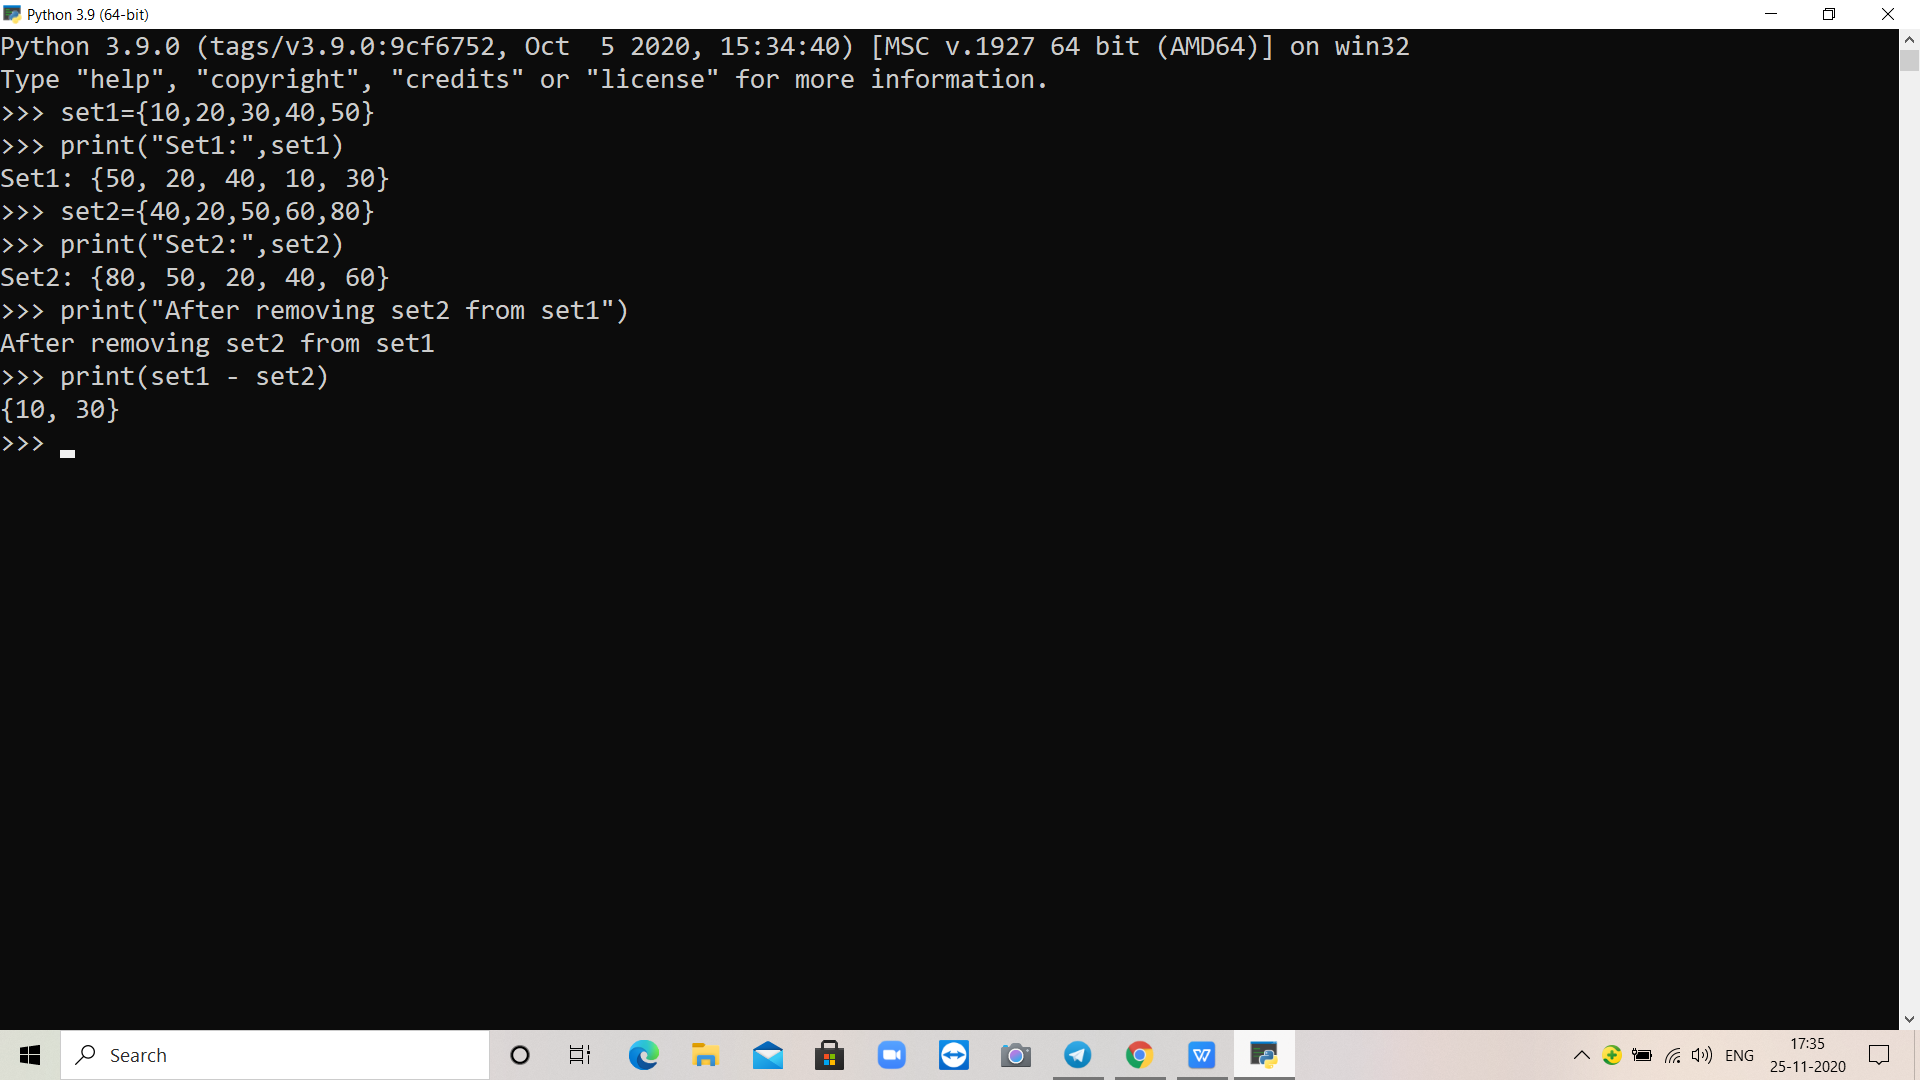 Python 3.9 (64-bit)
Python 3.9.0 (tags/v3.9.0:9cf6752, Oct  5 2020, 15:34:40) [MSC v.1927 64 bit (AMD64)] on win32
Type "help", "copyright", "credits" or "license" for more information.
>>> set1={10,20,30,40,50}
>>> print("Set1:",set1)
Set1: {50, 20, 40, 10, 30}
>>> set2={40,20,50,60,80}
>>> print("Set2:",set2)
Set2: {80, 50, 20, 40, 60}
>>> print("After removing set2 from set1")
After removing set2 from set1
>>> print(set1 - set2)
{10, 30}
>>>
Search
ENG
17:35
25-11-2020